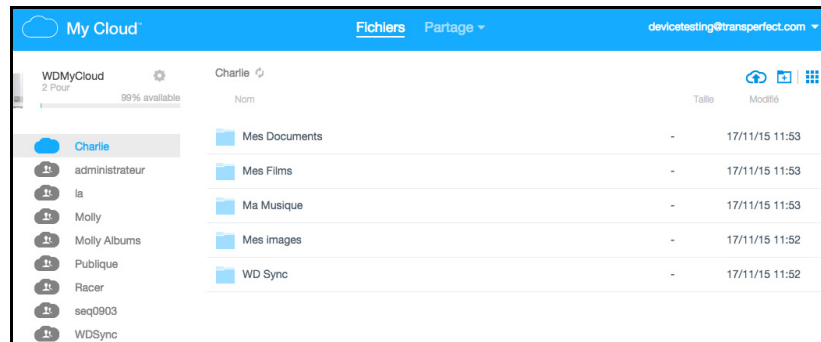 My Cloud™ Fichiers Partage devicetesting@transperfect.com
WDMyCloud
2 Pour
99% available
Charlie
administrateur
la
Molly
Molly Albums
Publique
Racer
seq0903
WDSync
Charlie
Nom Taille Modifié
Mes Documents - 17/11/15 11:53
Mes Films - 17/11/15 11:53
Ma Musique - 17/11/15 11:53
Mes images - 17/11/15 11:52
WD Sync - 17/11/15 11:52